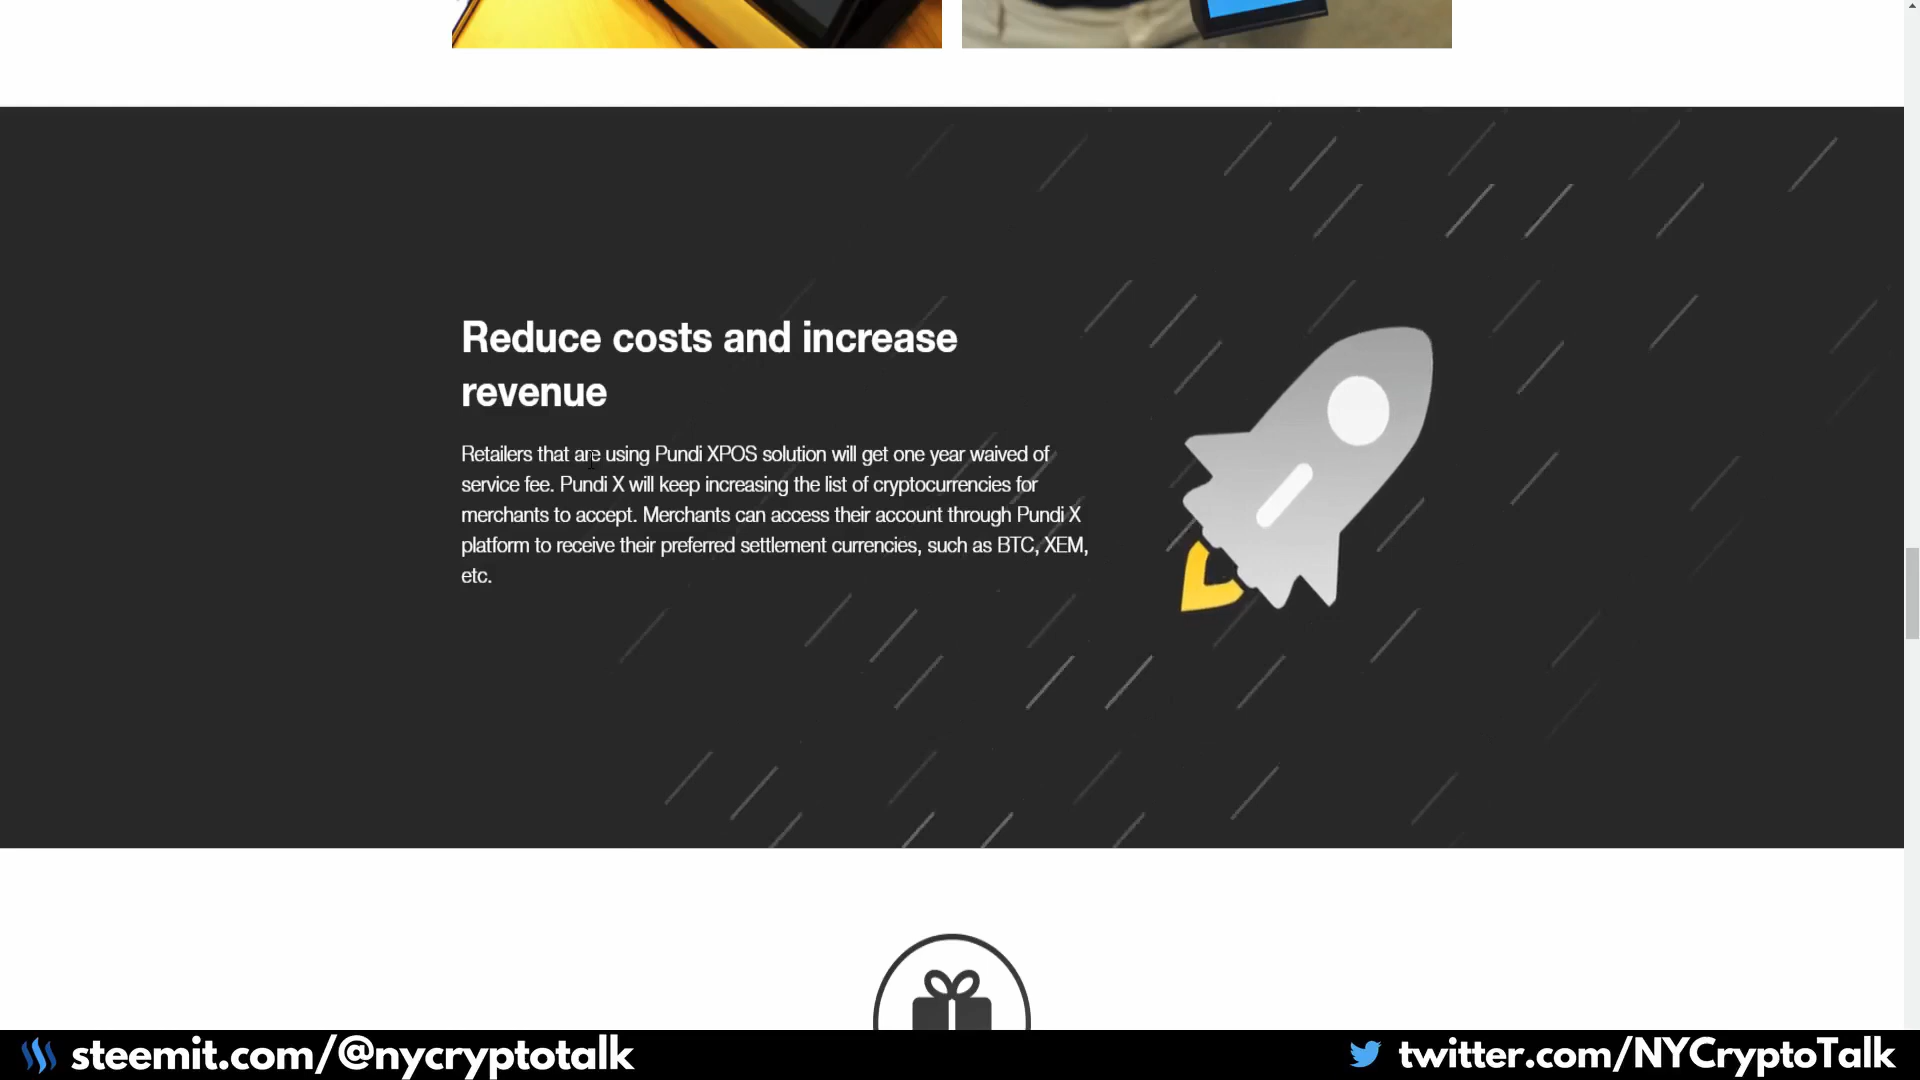 Reduce costs and increase
revenue
Retailers that are using Pundi XPOS solution will get one year waived of
service fee. Pundi X will keep increasing the list of cryptocurrencies for
merchants to accept. Merchants can access their account through Pundi X
platform to receive their preferred settlement currencies, such as BTC, XEM,
etc.
steemit.com/@nycryptotalk
twitter.com/NYCryptoTalk